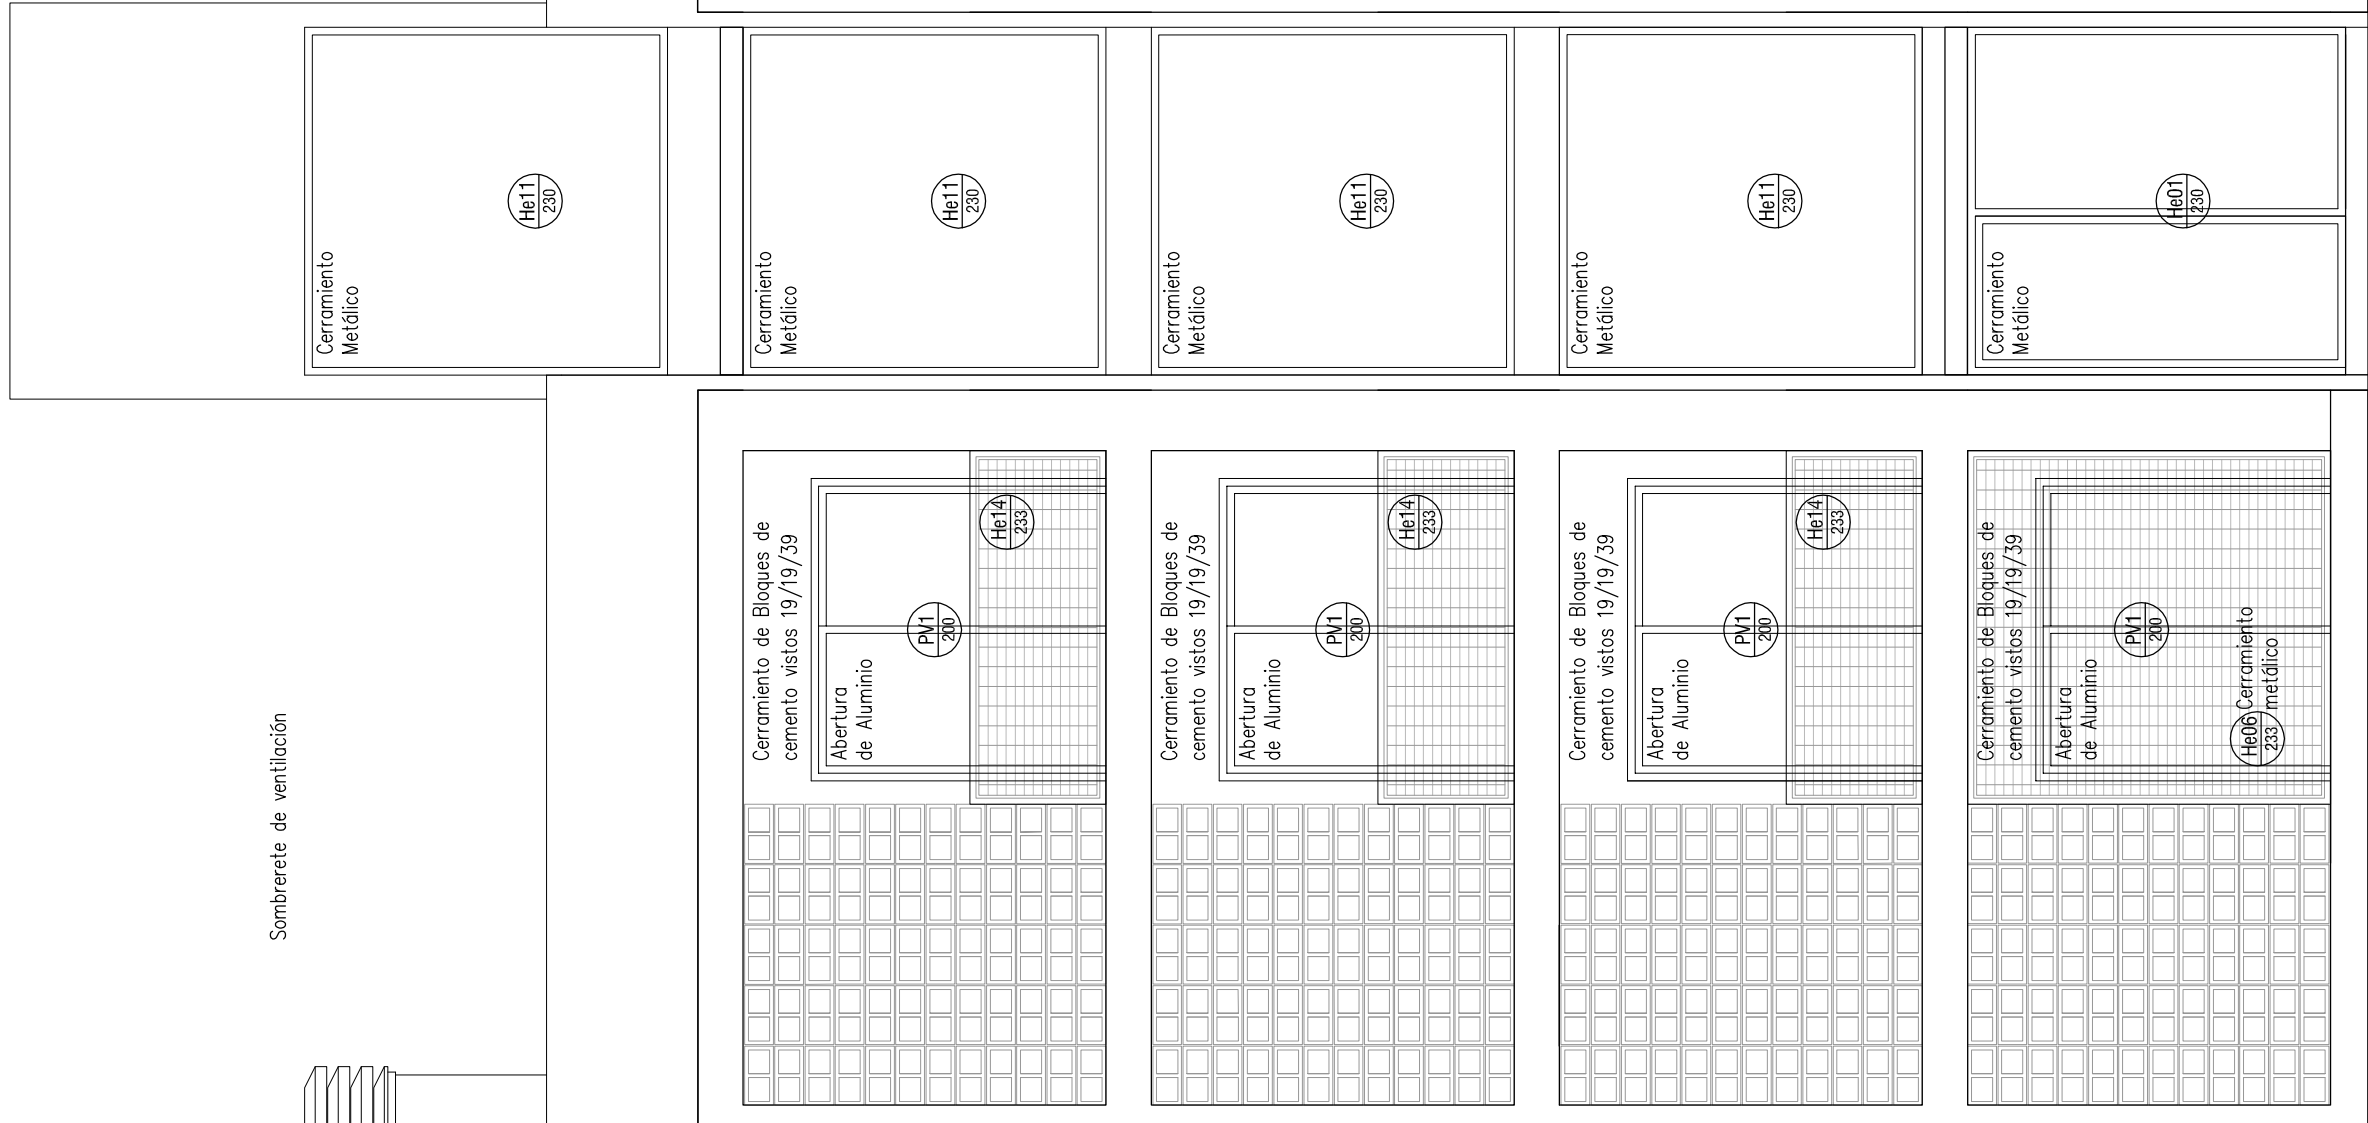 Cerramiento
Metálico
He11
230
Cerramiento
Metálico
He11
230
Cerramiento
Metálico
He11
230
Cerramiento
Metálico
He11
230
Cerramiento
Metálico
He01
230
Sombrerete de ventilación
Cerramiento de Bloques de
cemento vistos 19/19/39
Abertura
de Aluminio
PV1
200
He14
233
Cerramiento de Bloques de
cemento vistos 19/19/39
Abertura
de Aluminio
PV1
200
He14
233
Cerramiento de Bloques de
cemento vistos 19/19/39
Abertura
de Aluminio
PV1
200
He14
233
Cerramiento de Bloques de
cemento vistos 19/19/39
Abertura
de Aluminio
PV1
200
He06
233
Cerramiento
metálico